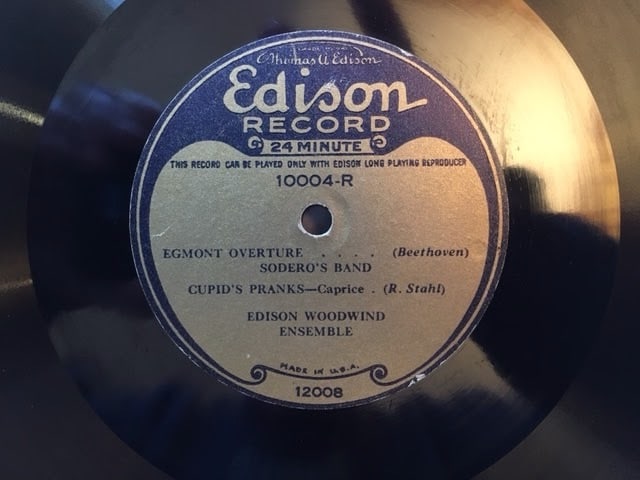 Thomas A Edison
Edison
RECORD
24 MINUTE
THIS RECORD CAN BE PLAYED ONLY WITH EDISON LONG PLAYING REPRODUCER
10004-R
EGMONT OVERTURE . . . . (Beethoven)
SODERO'S BAND
CUPID'S PRANKS—Caprice . (R. Stahl)
EDISON WOODWIND
ENSEMBLE
MADE IN U.S.A.
12008